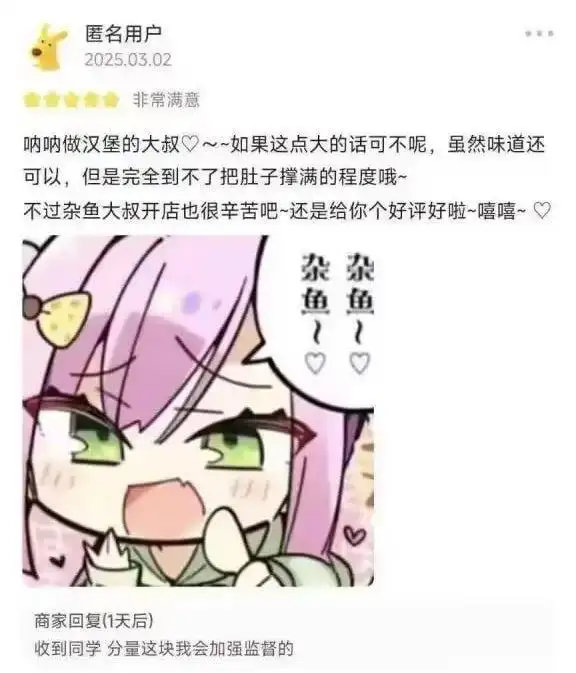 匿名用户
2025.03.02
非常满意
呐呐做汉堡的大叔♡～~如果这点大的话可不呢，虽然味道还
可以，但是完全到不了把肚子撑满的程度哦~
不过杂鱼大叔开店也很辛苦吧~还是给你个好评好啦~嘻嘻~ ♡
杂鱼～♡
杂鱼～♡
商家回复(1天后)
收到同学 分量这块我会加强监督的